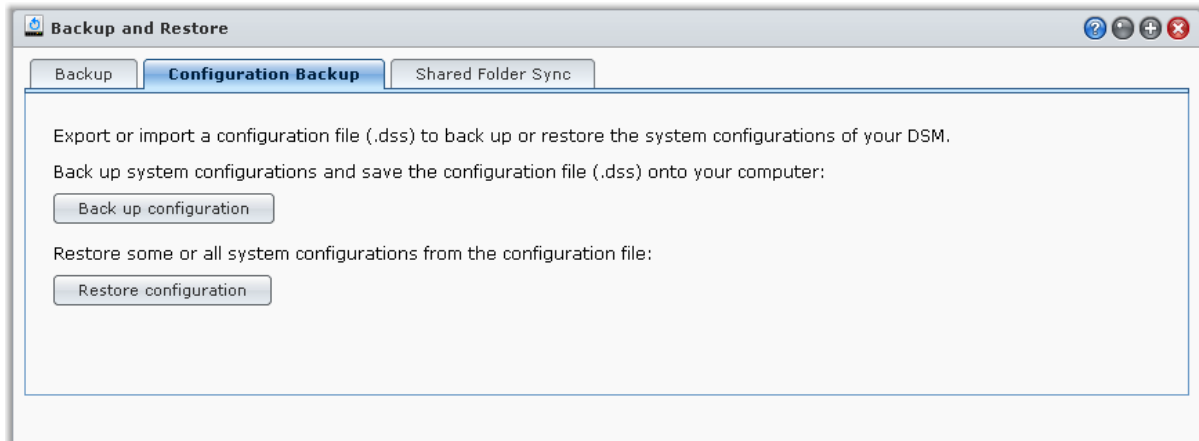 Backup and Restore
Backup
Configuration Backup
Shared Folder Sync
Export or import a configuration file (.dss) to back up or restore the system configurations of your DSM.
Back up system configurations and save the configuration file (.dss) onto your computer:
Back up configuration
Restore some or all system configurations from the configuration file:
Restore configuration